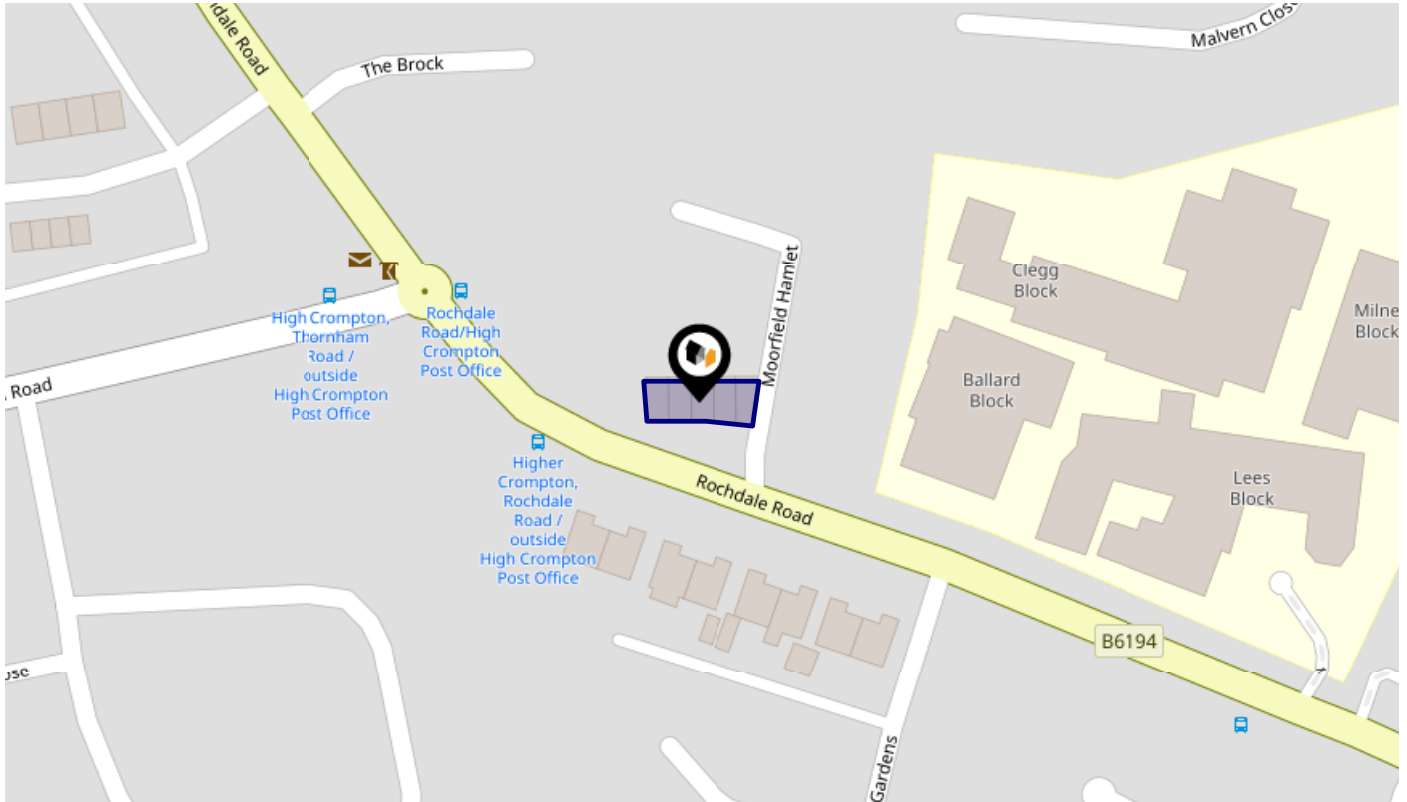 dale Road
The Brock
Malvern Close
Moorfield Hamlet
Clegg
Block
Milne
Block
High Crompton,
Thornham
Road /
outside
High Crompton
Post Office
Rochdale
Road/High
Crompton
Post Office
Road
Ballard
Block
Higher
Crompton,
Rochdale
Road /
outside
High Crompton
Post Office
Rochdale Road
Lees
Block
B6194
ose
Gardens